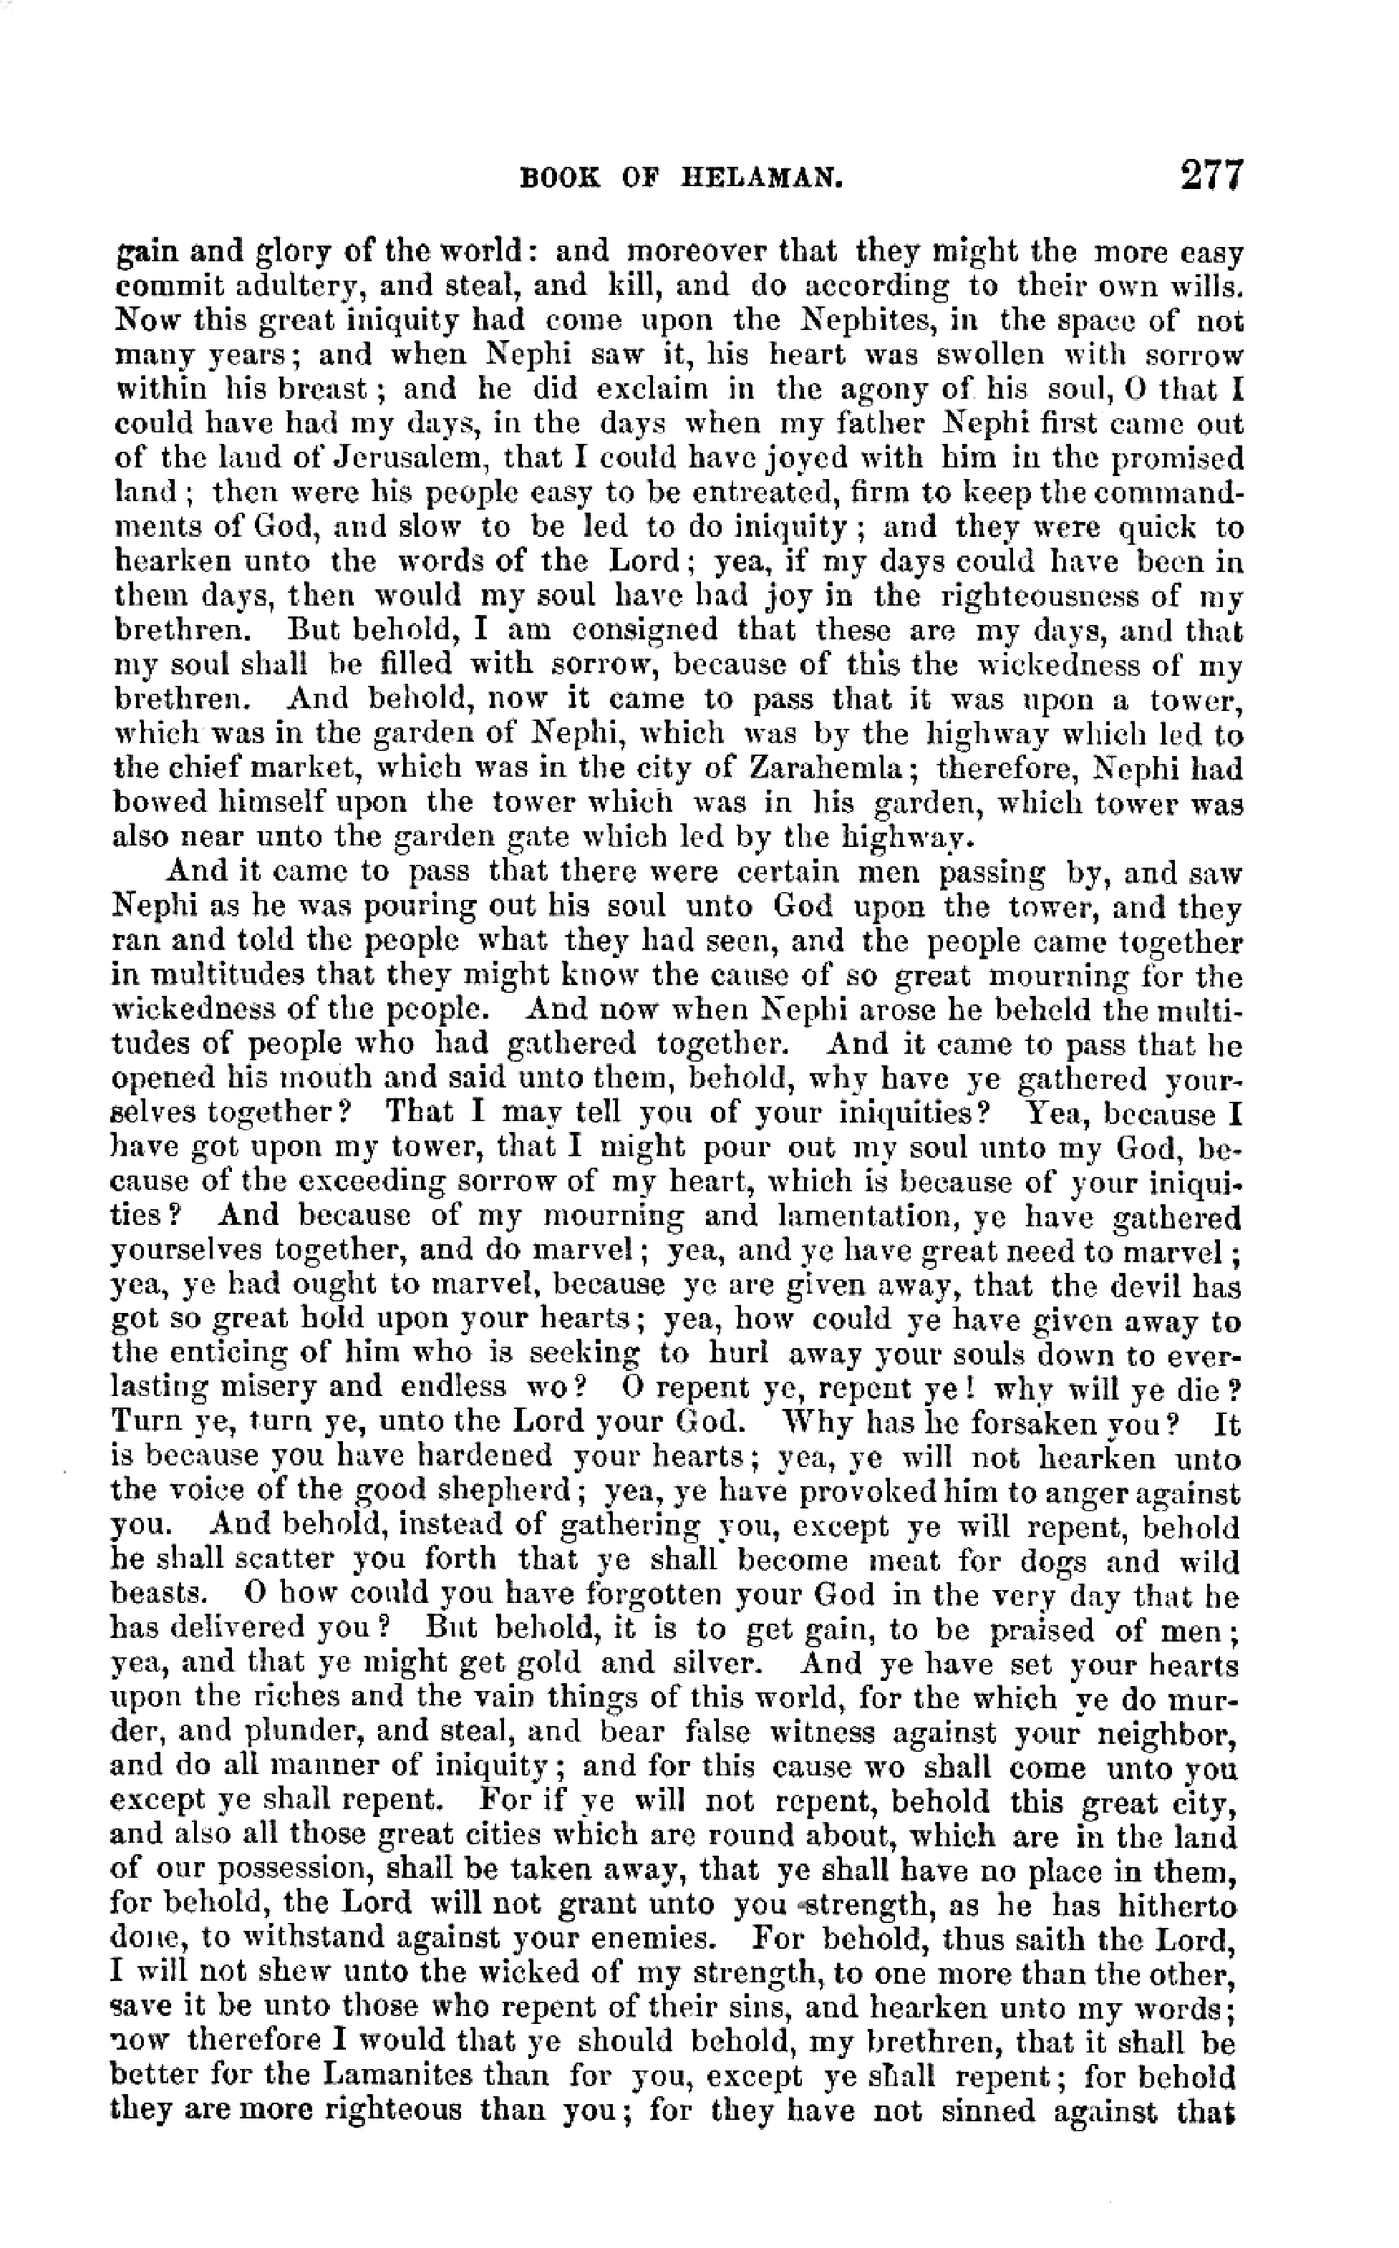 BOOK OF HELAMAN. 277
gain and glory of the world: and moreover that they might the more easy
commit adultery, and steal, and kill, and do according to their own wills.
Now this great iniquity had come upon the Nephites, in the space of not
many years; and when Nephi saw it, his heart was swollen with sorrow
within his breast; and he did exclaim in the agony of his soul, O that I
could have had my days, in the days when my father Nephi first came out
of the land of Jerusalem, that I could have joyed with him in the promised
land; then were his people easy to be entreated, firm to keep the command-
ments of God, and slow to be led to do iniquity; and they were quick to
hearken unto the words of the Lord; yea, if my days could have been in
them days, then would my soul have had joy in the righteousness of my
brethren. But behold, I am consigned that these are my days, and that
my soul shall be filled with sorrow, because of this the wickedness of my
brethren. And behold, now it came to pass that it was upon a tower,
which was in the garden of Nephi, which was by the highway which led to
the chief market, which was in the city of Zarahemla; therefore, Nephi had
bowed himself upon the tower which was in his garden, which tower was
also near unto the garden gate which led by the highway.
And it came to pass that there were certain men passing by, and saw
Nephi as he was pouring out his soul unto God upon the tower, and they
ran and told the people what they had seen, and the people came together
in multitudes that they might know the cause of so great mourning for the
wickedness of the people. And now when Nephi arose he beheld the multi-
tudes of people who had gathered together. And it came to pass that he
opened his mouth and said unto them, behold, why have ye gathered your-
selves together? That I may tell you of your iniquities? Yea, because I
have got upon my tower, that I might pour out my soul unto my God, be-
cause of the exceeding sorrow of my heart, which is because of your iniqui-
ties? And because of my mourning and lamentation, ye have gathered
yourselves together, and do marvel; yea, and ye have great need to marvel;
yea, ye had ought to marvel, because ye are given away, that the devil has
got so great hold upon your hearts; yea, how could ye have given away to
the enticing of him who is seeking to hurl away your souls down to ever-
lasting misery and endless wo? O repent ye, repent ye! why will ye die?
Turn ye, turn ye, unto the Lord your God. Why has he forsaken you? It
is because you have hardened your hearts; yea, ye will not hearken unto
the voice of the good shepherd; yea, ye have provoked him to anger against
you. And behold, instead of gathering you, except ye will repent, behold
he shall scatter you forth that ye shall become meat for dogs and wild
beasts. O how could you have forgotten your God in the very day that he
has delivered you? But behold, it is to get gain, to be praised of men;
yea, and that ye might get gold and silver. And ye have set your hearts
upon the riches and the vain things of this world, for the which ye do mur-
der, and plunder, and steal, and bear false witness against your neighbor,
and do all manner of iniquity; and for this cause wo shall come unto you
except ye shall repent. For if ye will not repent, behold this great city,
and also all those great cities which are round about, which are in the land
of our possession, shall be taken away, that ye shall have no place in them,
for behold, the Lord will not grant unto you strength, as he has hitherto
done, to withstand against your enemies. For behold, thus saith the Lord,
I will not shew unto the wicked of my strength, to one more than the other,
save it be unto those who repent of their sins, and hearken unto my words;
now therefore I would that ye should behold, my brethren, that it shall be
better for the Lamanites than for you, except ye shall repent; for behold
they are more righteous than you; for they have not sinned against that